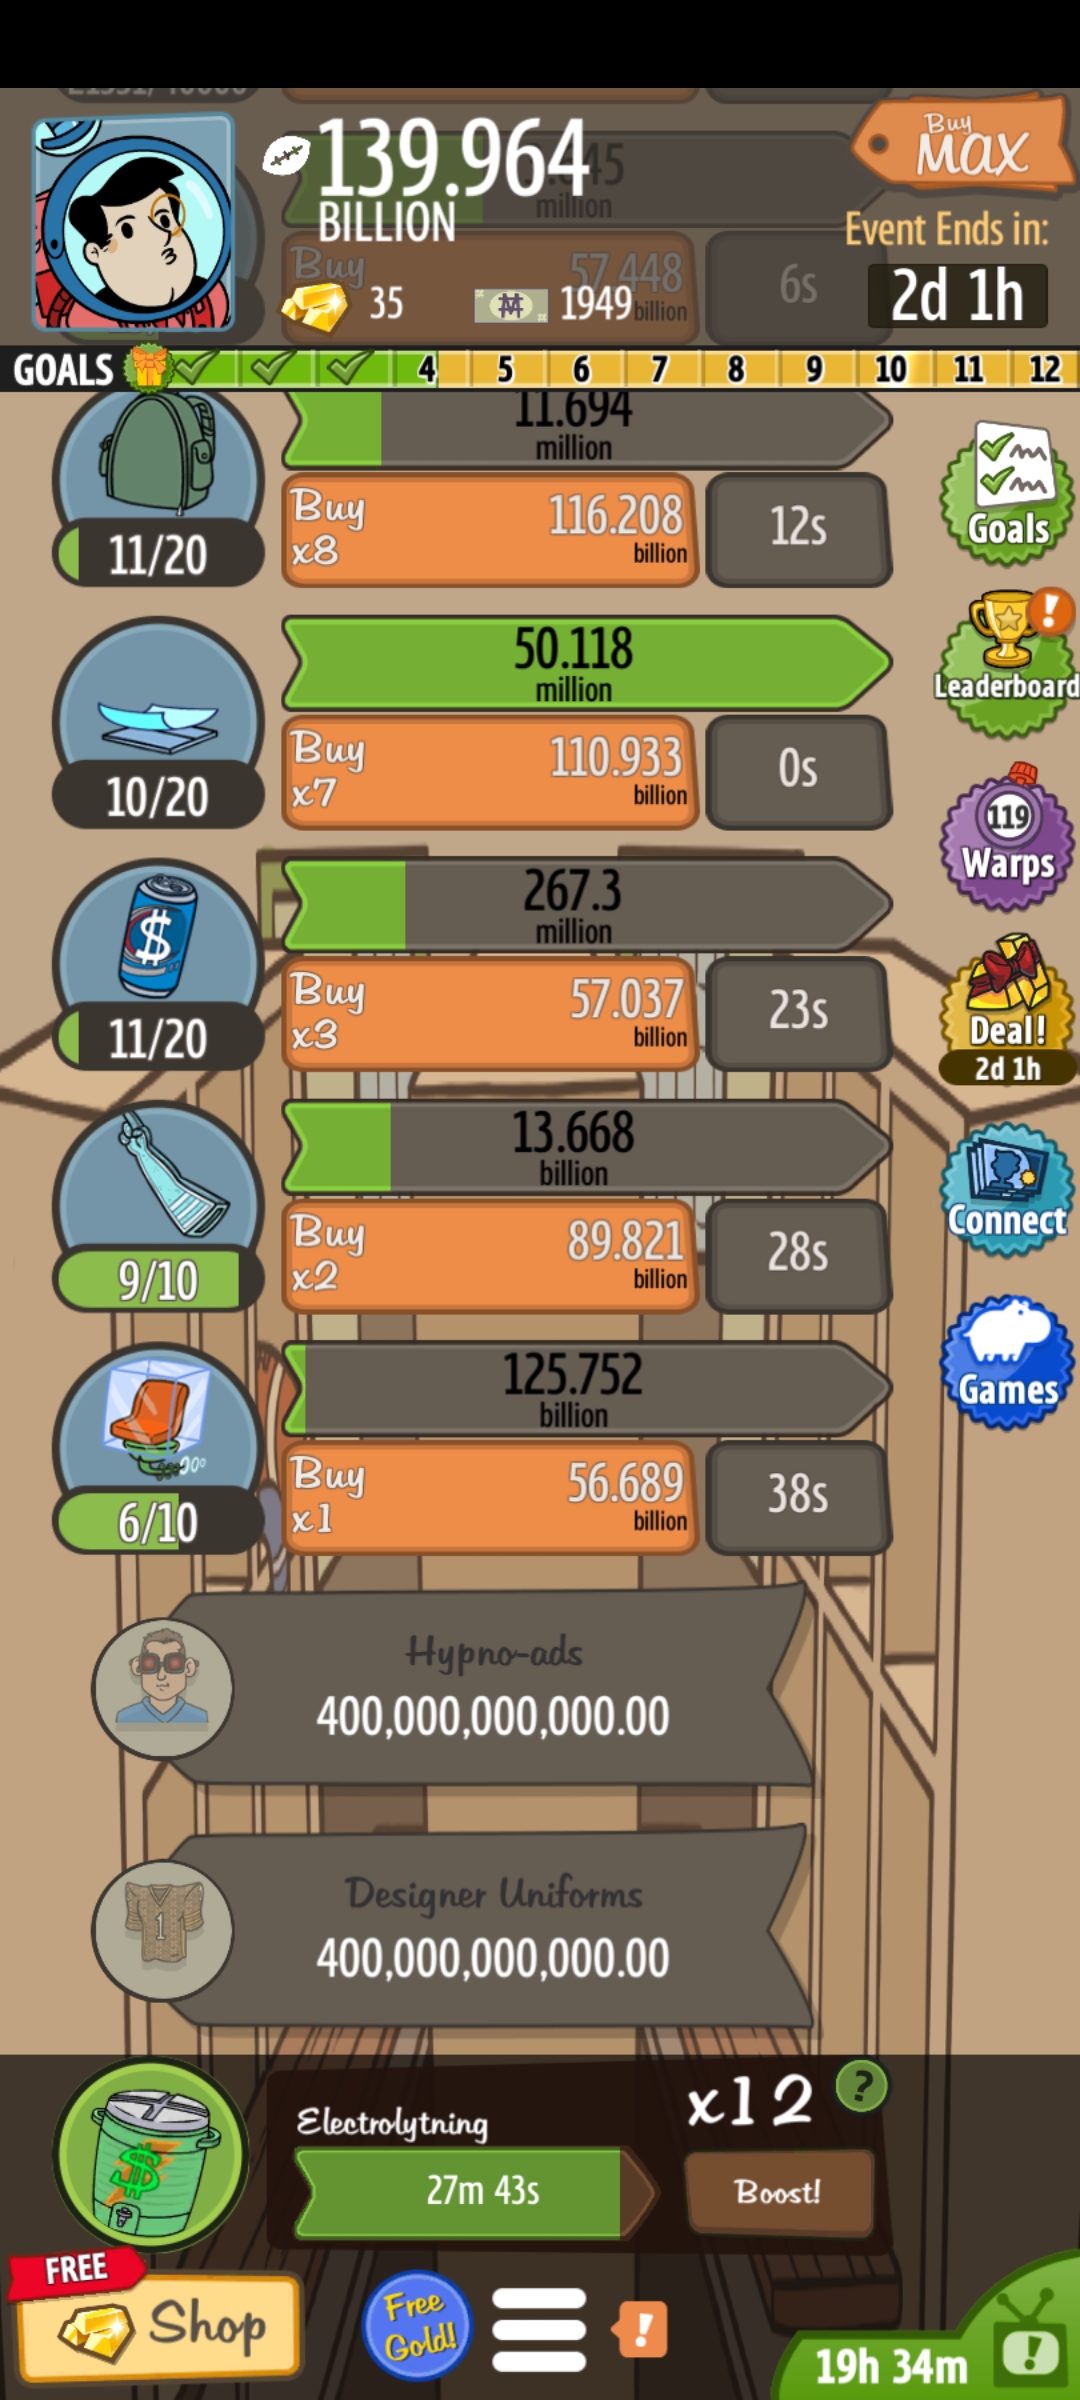 139.964
BILLION
35
1949
Buy
MAX
Event Ends in:
2d 1h
million
Buy
57.448
billion
6s
GOALS
4
5
6
7
8
9
10
11
12
11.694
million
11/20
Buy
x8
116.208
billion
12s
Goals
50.118
million
10/20
Buy
x7
110.933
billion
0s
Leaderboard
119
Warps
267.3
million
11/20
Buy
x3
57.037
billion
23s
Deal!
2d 1h
13.668
billion
9/10
Buy
x2
89.821
billion
28s
Connect
125.752
billion
6/10
Buy
x1
56.689
billion
38s
Games
Hypno-ads
400,000,000,000.00
Designer Uniforms
400,000,000,000.00
Electrolytning
27m 43s
x12
?
Boost!
FREE
Shop
Free
Gold!
!
19h 34m